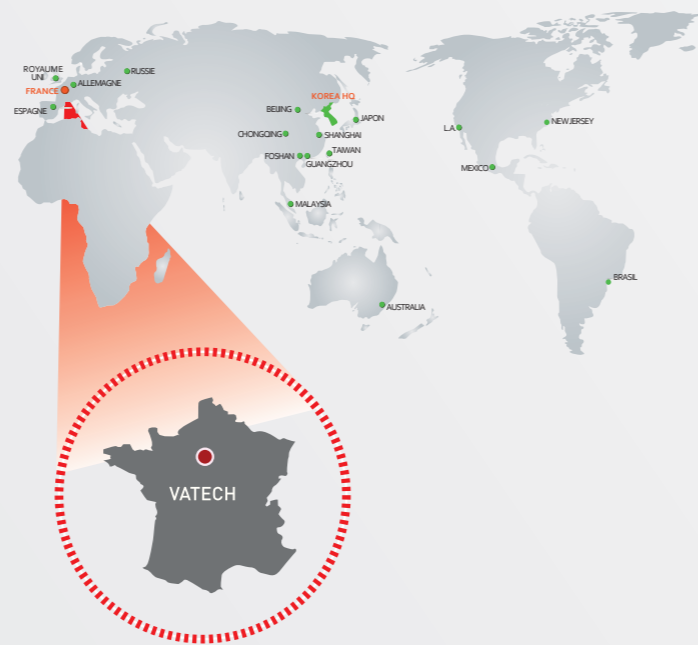 ROYAUME
UNI
RUSSIE
ALLEMAGNE
FRANCE
ESPAGNE
BEIJING
KOREA HQ
JAPON
CHONGQING
SHANGHAI
TAIWAN
FOSHAN
GUANGZHOU
MALAYSIA
AUSTRALIA
L.A.
NEW JERSEY
MEXICO
BRASIL
VATECH